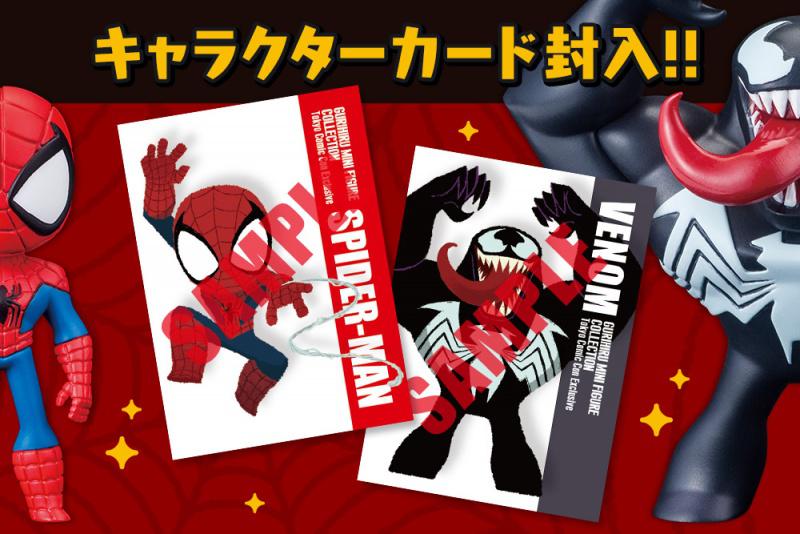 キャラクターカード封入!!
GURIHIRU MINI FIGURE
COLLECTION
Tokyo Comic Con Exclusive
SPIDER-MAN
SAMPLE
VENOM
GURIHIRU MINI FIGURE
COLLECTION
Tokyo Comic Con Exclusive
SAMPLE